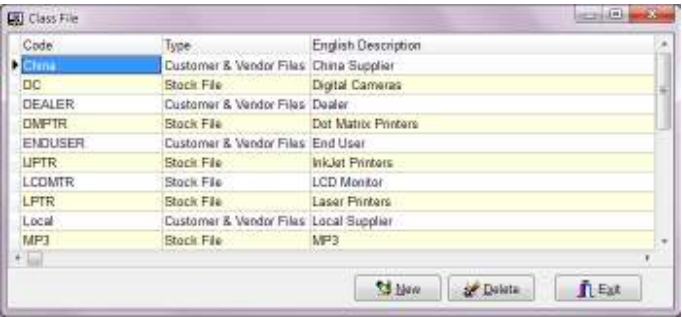 Class File
Code Type English Description
China Customer & Vendor Files China Supplier
DC Stock File Digital Cameras
DEALER Customer & Vendor Files Dealer
DMPTR Stock File Dot Matrix Printers
ENDUSER Customer & Vendor Files End User
IJPTR Stock File InkJet Printers
LCDMTR Stock File LCD Monitor
LPTR Stock File Laser Printers
Local Customer & Vendor Files Local Supplier
MP3 Stock File MP3
New Delete Exit